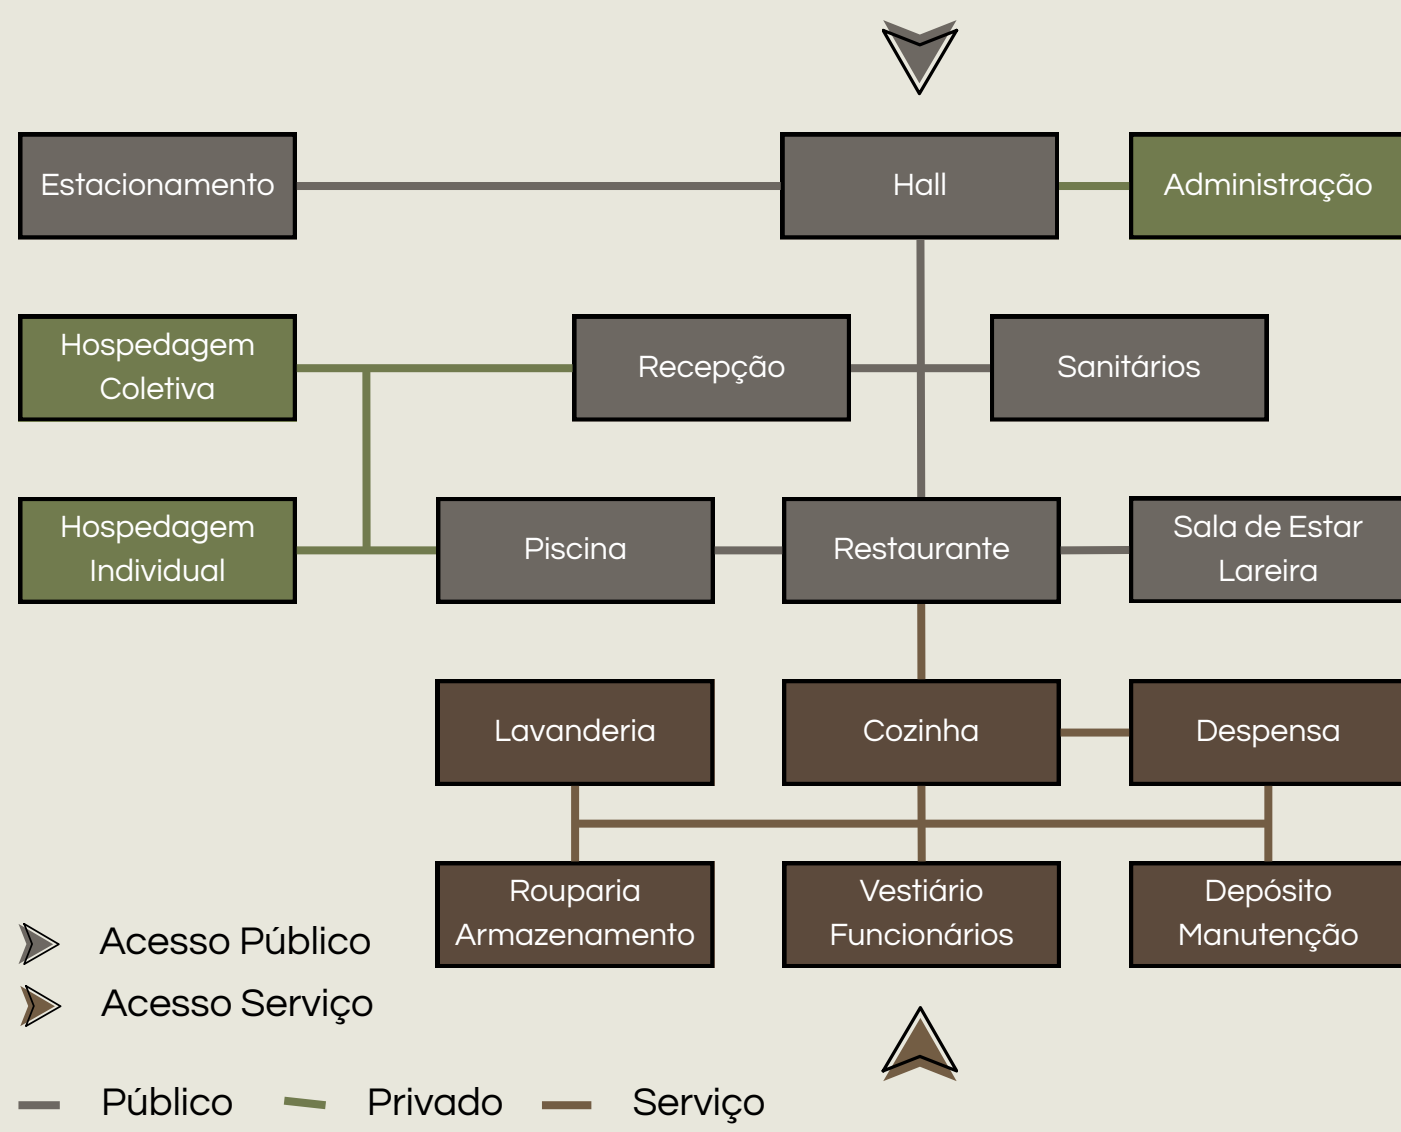 Estacionamento
Hall
Administração
Hospedagem
Coletiva
Recepção
Sanitários
Hospedagem
Individual
Piscina
Restaurante
Sala de Estar
Lareira
Lavanderia
Cozinha
Despensa
Rouparia
Armazenamento
Vestiário
Funcionários
Depósito
Manutenção
Acesso Público
Acesso Serviço
Público
Privado
Serviço